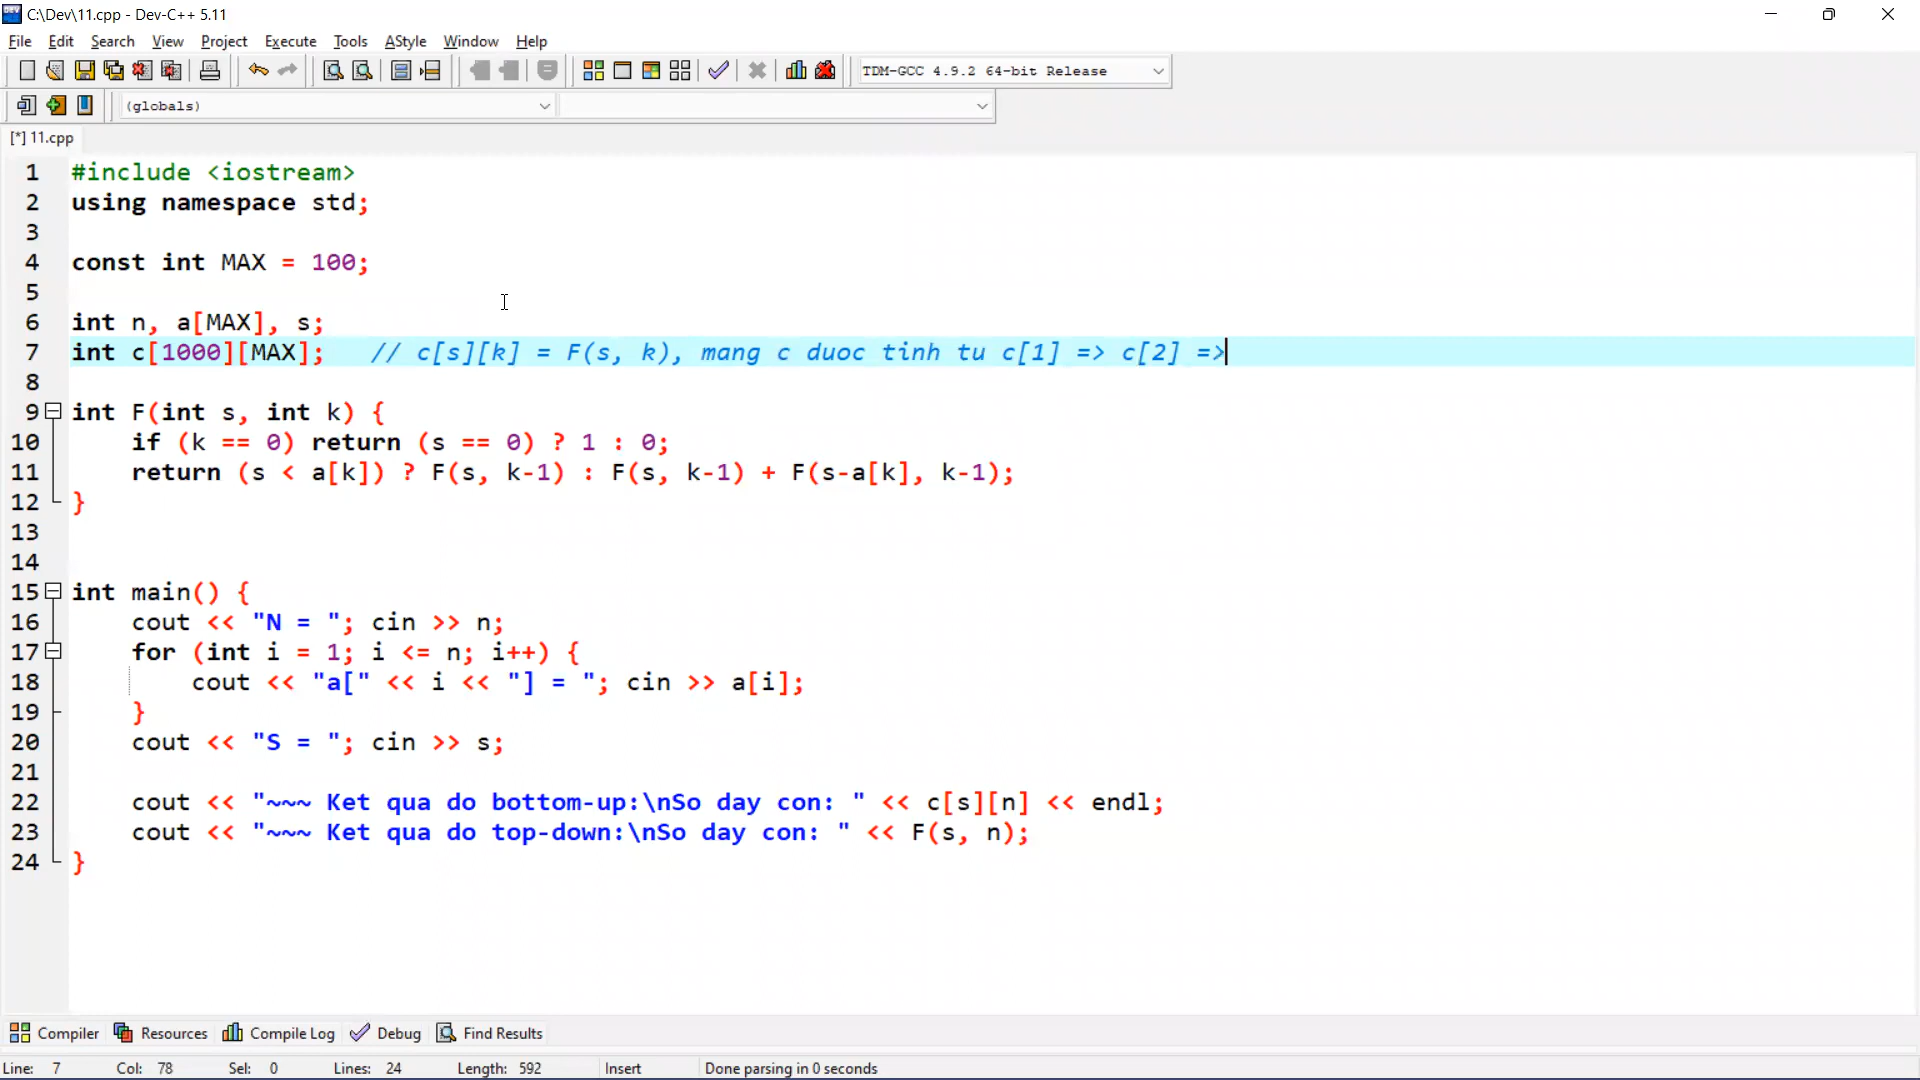 C:\Dev\11.cpp - Dev-C++ 5.11
File Edit Search View Project Execute Tools AStyle Window Help
TDM-GCC 4.9.2 64-bit Release
(globals)
[*] 11.cpp
1 #include <iostream>
2 using namespace std;
3
4 const int MAX = 100;
5
6 int n, a[MAX], s;
7 int c[1000][MAX];   // c[s][k] = F(s, k), mang c duoc tinh tu c[1] => c[2] =>
8
9 int F(int s, int k) {
10     if (k == 0) return (s == 0) ? 1 : 0;
11     return (s < a[k]) ? F(s, k-1) : F(s, k-1) + F(s-a[k], k-1);
12 }
13
14
15 int main() {
16     cout << "N = "; cin >> n;
17     for (int i = 1; i <= n; i++) {
18         cout << "a[" << i << "] = "; cin >> a[i];
19     }
20     cout << "S = "; cin >> s;
21
22     cout << "~~~ Ket qua do bottom-up:\nSo day con: " << c[s][n] << endl;
23     cout << "~~~ Ket qua do top-down:\nSo day con: " << F(s, n);
24 }
Compiler Resources Compile Log Debug Find Results
Line: 7 Col: 78 Sel: 0 Lines: 24 Length: 592 Insert Done parsing in 0 seconds